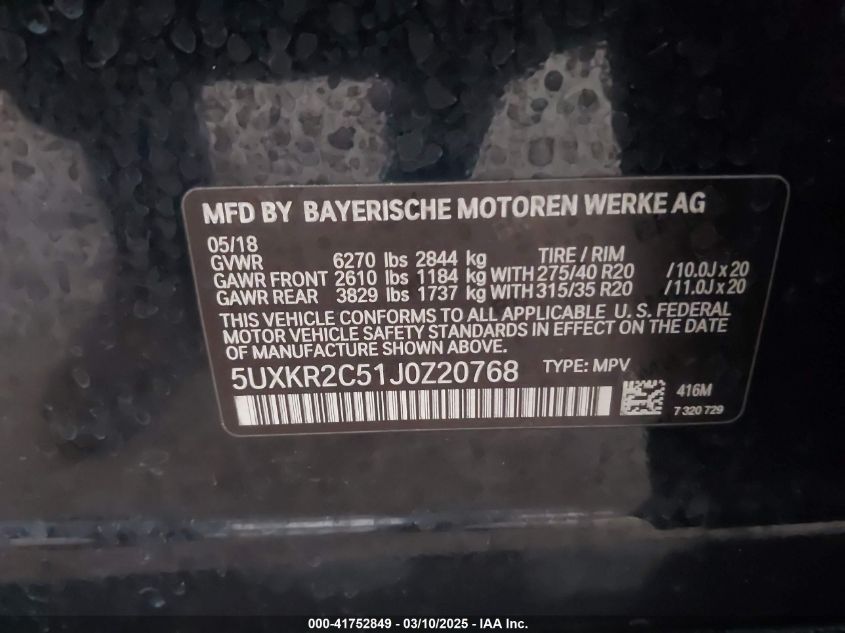 MFD BY BAYERISCHE MOTOREN WERKE AG
05/18
GVWR 6270 lbs 2844 kg TIRE / RIM
GAWR FRONT 2610 lbs 1184 kg WITH 275/40 R20 /10.0J x 20
GAWR REAR 3829 lbs 1737 kg WITH 315/35 R20 /11.0J x 20
THIS VEHICLE CONFORMS TO ALL APPLICABLE U. S. FEDERAL
MOTOR VEHICLE SAFETY STANDARDS IN EFFECT ON THE DATE
OF MANUFACTURE SHOWN ABOVE.
5UXKR2C51J0Z20768 TYPE: MPV
416M
7 320 729
000-41752849 - 03/10/2025 - IAA Inc.